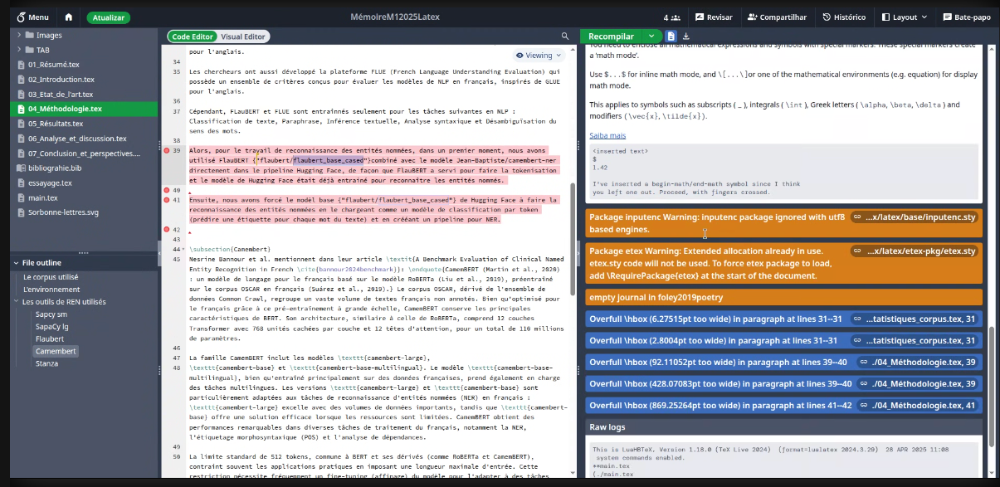 Menu
Atualizar
MémoireM12025Latex
4
Revisar
Compartilhar
Histórico
Layout
Bate-papo
Images
TAB
01_Résumé.tex
02_Introduction.tex
03_Etat_de_l'art.tex
04_Méthodologie.tex
05_Résultats.tex
06_Analyse_et_discussion.tex
07_Conclusion_et_perspectives....
bibliograhie.bib
essayage.tex
main.tex
Sorbonne-lettres.svg
File outline
Le corpus utilisé
L'environnement
Les outils de REN utilisés
Sapcy sm
SapaCy lg
Flaubert
Camembert
Stanza
Code Editor
Visual Editor
Viewing
pour l'anglais.
34
35 Les chercheurs ont aussi développé la plateforme FLUE (French Language Understanding Evaluation) qui
possède un ensemble de critères conçus pour évaluer les modèles de NLP en français, inspirés de GLUE
pour l'anglais.
36
37 Cépendant, FLauBERT et FLUE sont entraînnés seulement pour les tâches suivantes en NLP :
Classification de texte, Paraphrase, Inférence textuelle, Analyse syntaxique et Désambiguïsation du
sens des mots.
38
39 Alors, pour le travail de reconnaissance des entités nommées, dans un premier moment, nous avons
utilisé FlauBERT {"flaubert/flaubert_base_cased"}combiné avec le modèle Jean-Baptiste/camembert-ner
directement dans le pipeline Hugging Face, de façon que FlauBERT a servi pour faire la tokenisation
et le modèle de Hugging Face était déjà entrainé pour reconnaître les entités nommés.
40
41 Ensuite, nous avons forcé le modèl base {"flaubert/flaubert_base_cased"} de Hugging Face à faire la
reconnaissance des entités nommées en le chargeant comme un modèle de classification par token
(prédire une étiquette pour chaque mot du texte) et en crééant un pipeline pour NER.
42
43
44 \subsection{Camembert}
45 Nesrine Bannour et al. mentionnent dans leur article \textit{A Benchmark Evaluation of Clinical Named
Entity Recognition in French \cite{bannour2024benchmark}}: \endquote{CamemBERT (Martin et al., 2020)
: un modèle de langage pour le français basé sur le modèle RoBERTa (Liu et al., 2019), préentraîné
sur le corpus OSCAR en français (Suárez et al., 2019).} Le corpus OSCAR, dérivé de l'ensemble de
données Common Crawl, regroupe un vaste volume de textes français non annotés. Bien qu'optimisé pour
le français grâce à ce pré-entraînement à grande échelle, CamemBERT conserve les principes
caractéristiques de BERT. Son architecture, similaire à celle de RoBERTa, comprend 12 couches
Transformer avec 768 unités cachées par couche et 12 têtes d'attention, pour un total de 110 millions
de paramètres.
46
47 La famille CamemBERT inclut les modèles \texttt{camembert-large},
48 \texttt{camembert-base} et \texttt{camembert-base-multilingual}. Le modèle \texttt{camembert-base-
multilingual}, bien qu'entraîné principalement sur des données françaises, prend également en charge
des tâches multilingues. Les versions \texttt{camembert-large} et \texttt{camembert-base} sont
particulièrement adaptées aux tâches de reconnaissance d'entités nommées (NER) en français :
\texttt{camembert-large} excelle avec des volumes de données importants, tandis que \texttt{camembert-
base} offre une solution efficace lorsque les ressources sont limitées. CamemBERT obtient des
performances remarquables dans diverses tâches de traitement du français, notamment la NER,
l'étiquetage morphosyntaxique (POS) et l'analyse de dépendances.
49
50 La limite standard de 512 tokens, commune à BERT et ses dérivés (comme RoBERTa et CamemBERT),
contraint souvent les applications pratiques en imposant une longueur maximale d'entrée. Cette
restriction nécessite fréquemment un fine-tuning (affinage) du modèle pour l'adapter à des tâches
Recompilar
You need to enclose all mathematical expressions and symbols with special markers. These special markers create
a 'math mode'.
Use $...$ for inline math mode, and \[...\]or one of the mathematical environments (e.g. equation) for display
math mode.
This applies to symbols such as subscripts ( _ ), integrals ( \int ), Greek letters ( \alpha, \beta, \delta ) and
modifiers (\vec{x}, \tilde{x}).
Saiba mais
<inserted text>
$
l.42
I've inserted a begin-math/end-math symbol since I think
you left one out. Proceed, with fingers crossed.
Package inputenc Warning: inputenc package ignored with utf8
based engines.
...x/latex/base/inputenc.sty
Package etex Warning: Extended allocation already in use.
etex.sty code will not be used. To force etex package to load,
add \RequirePackage{etex} at the start of the document.
...x/latex/etex-pkg/etex.sty
empty journal in foley2019poetry
Overfull \hbox (6.27515pt too wide) in paragraph at lines 31--31 ...tatistiques_corpus.tex, 31
Overfull \hbox (2.8004pt too wide) in paragraph at lines 31--31 ...tatistiques_corpus.tex, 31
Overfull \hbox (92.11052pt too wide) in paragraph at lines 39--40 ./04_Méthodologie.tex, 39
Overfull \hbox (428.07083pt too wide) in paragraph at lines 39--40 ./04_Méthodologie.tex, 39
Overfull \hbox (869.25264pt too wide) in paragraph at lines 41--42 ./04_Méthodologie.tex, 41
Raw logs
This is LuaHBTeX, Version 1.18.0 (TeX Live 2024) (format=lualatex 2024.3.29) 28 APR 2025 11:08
system commands enabled.
**main.tex
(./main.tex